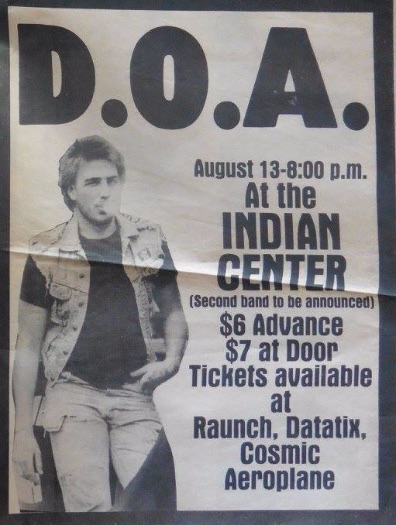 D.O.A.
August 13-8:00 p.m.
At the
INDIAN
CENTER
(Second band to be announced)
$6 Advance
$7 at Door
Tickets available
at
Raunch, Datatix,
Cosmic
Aeroplane